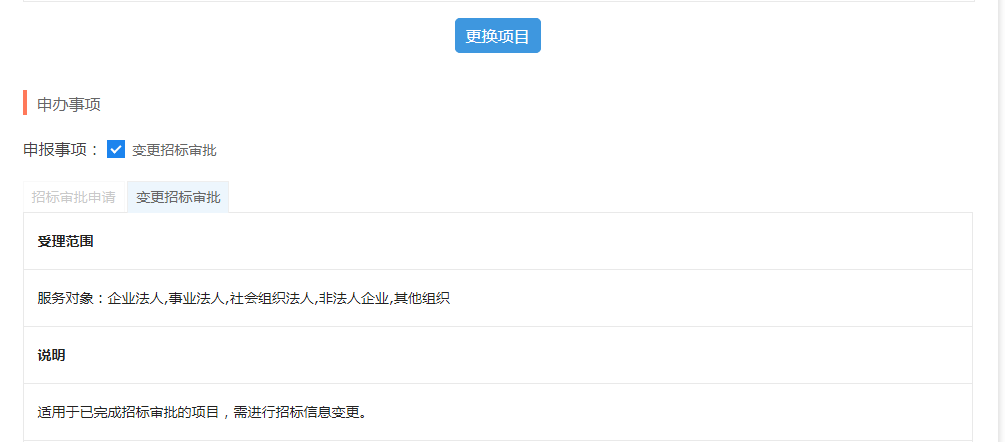 更换项目
申办事项
申报事项： 变更招标审批
招标审批申请 变更招标审批
受理范围
服务对象：企业法人,事业法人,社会组织法人,非法人企业,其他组织
说明
适用于已完成招标审批的项目，需进行招标信息变更。